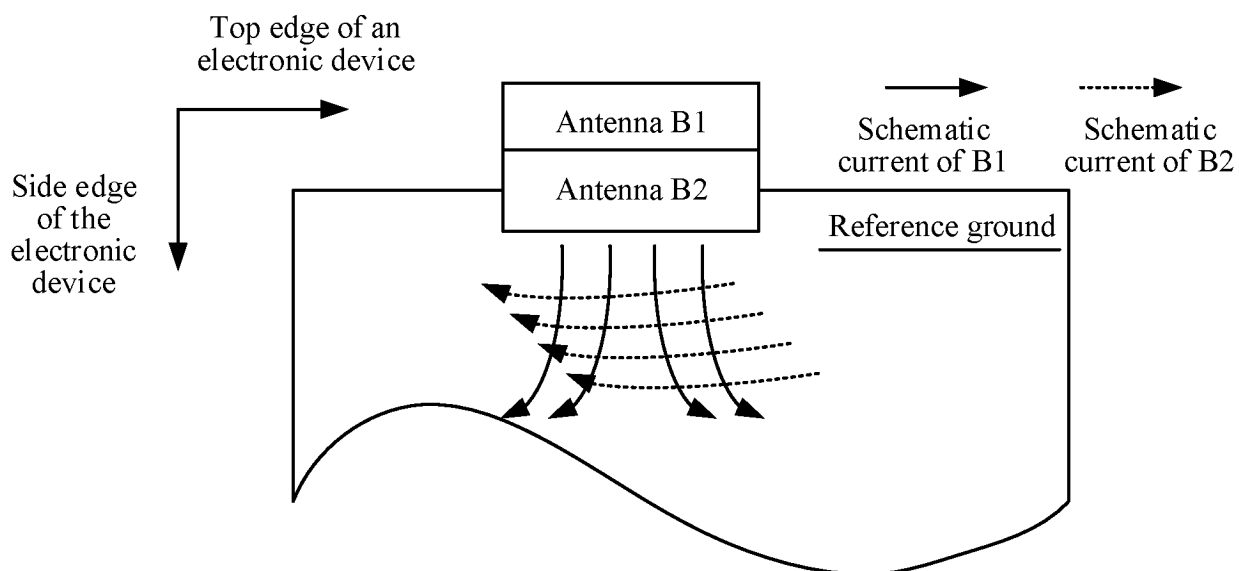 Top edge of an
electronic device
Antenna B1
Schematic
current of B1
Schematic
current of B2
Side edge
of the
electronic
device
Antenna B2
Reference ground